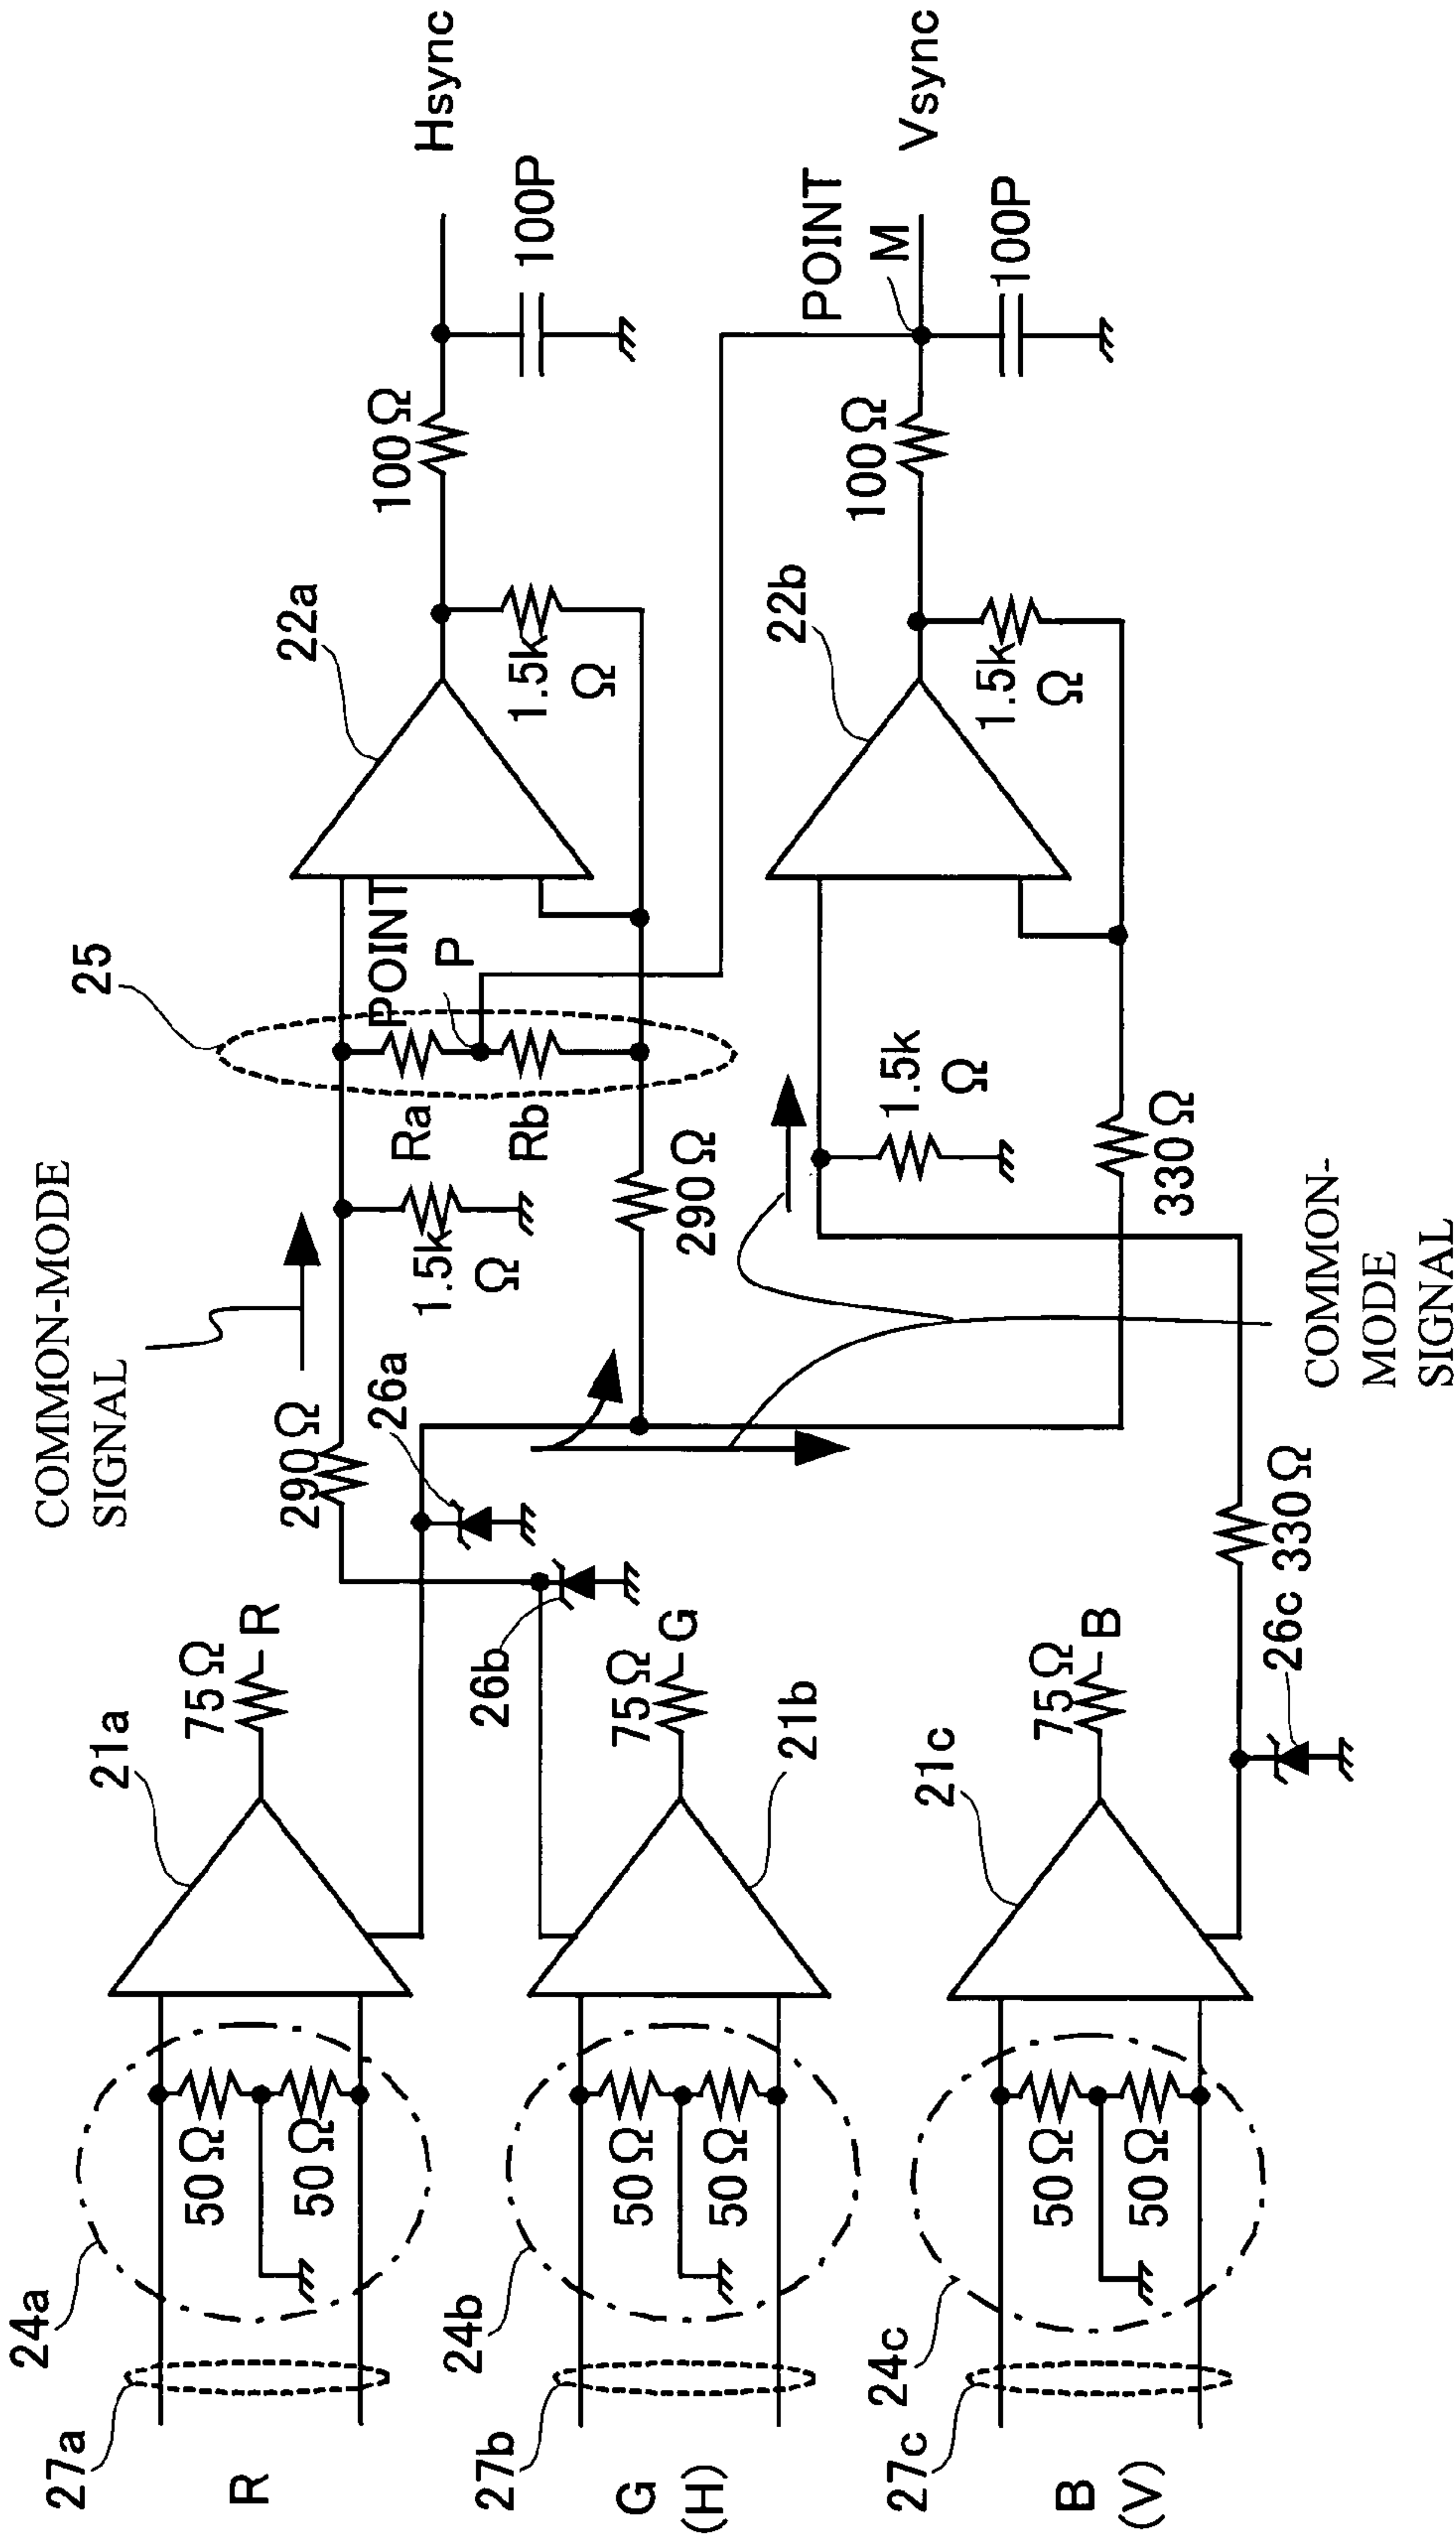 27a
R
24a
50Ω
50Ω
21a
75Ω
R
COMMON-MODE
SIGNAL
290Ω
26a
1.5k
Ω
25
Ra
POINT
P
Rb
22a
1.5k
Ω
100Ω
100P
Hsync
27b
G
(H)
24b
50Ω
50Ω
26b
75Ω
G
21b
290Ω
1.5k
Ω
22b
1.5k
Ω
100Ω
POINT
M
100P
Vsync
27c
B
(V)
24c
50Ω
50Ω
21c
75Ω
B
26c
330Ω
330Ω
COMMON-
MODE
SIGNAL